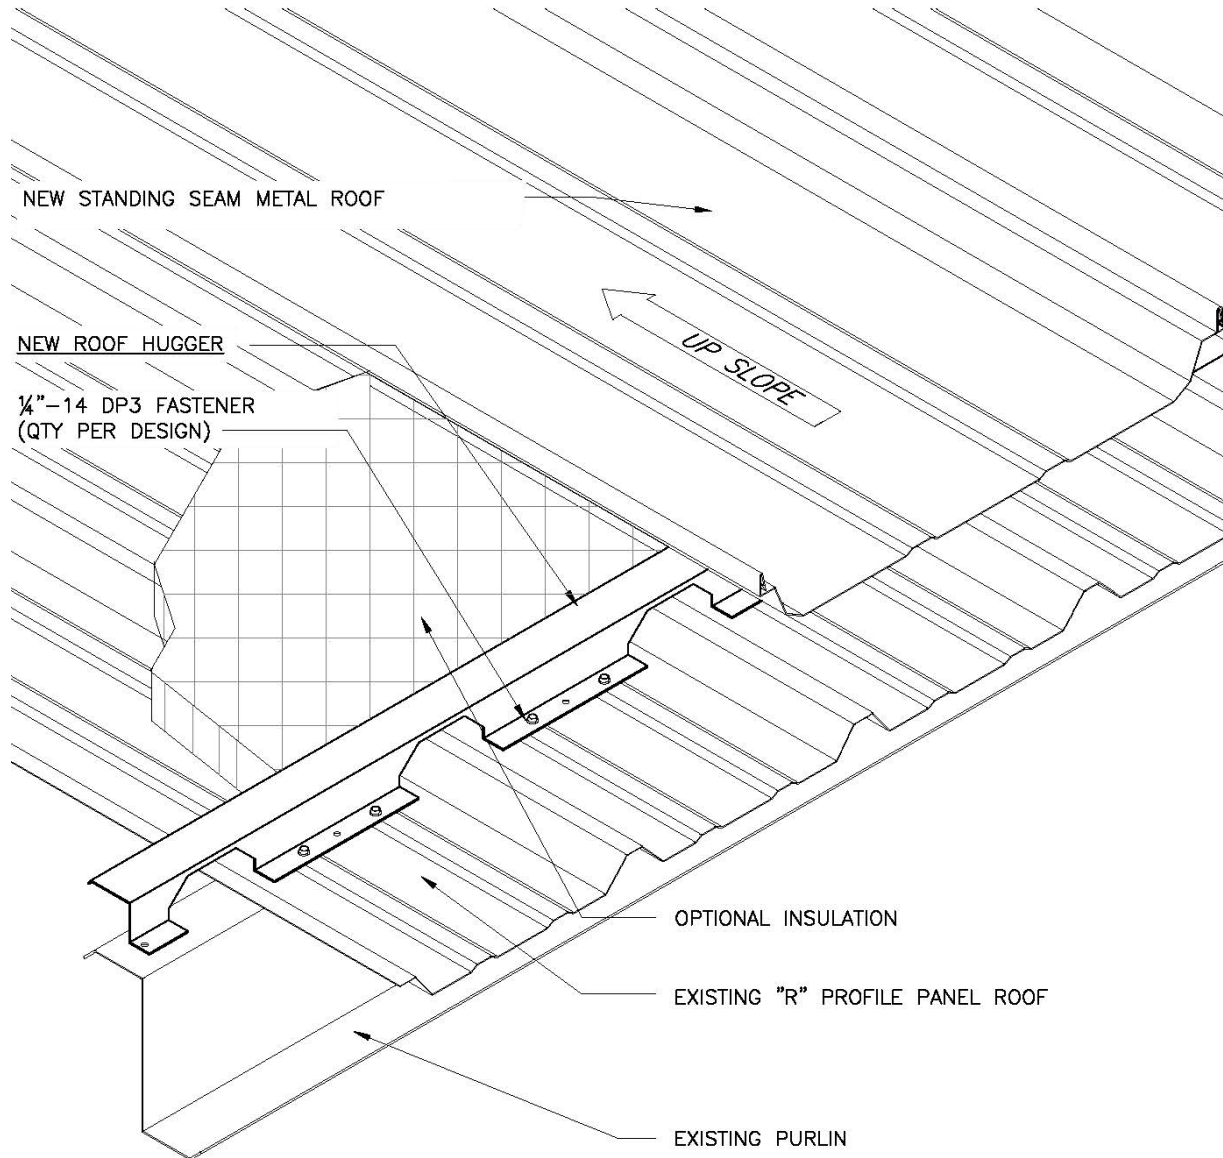 NEW STANDING SEAM METAL ROOF
NEW ROOF HUGGER
UP SLOPE
¼"-14 DP3 FASTENER
(QTY PER DESIGN)
OPTIONAL INSULATION
EXISTING "R" PROFILE PANEL ROOF
EXISTING PURLIN